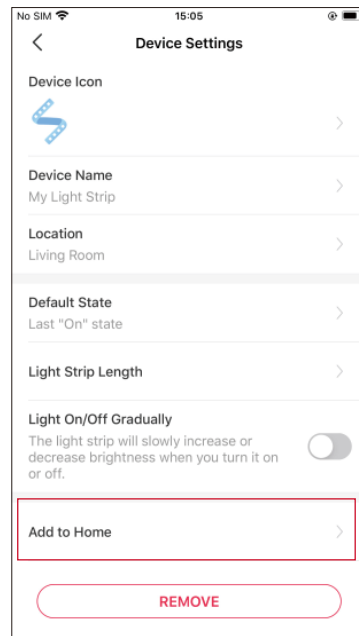 No SIM 15:05
Device Settings
Device Icon
Device Name
My Light Strip
Location
Living Room
Default State
Last "On" state
Light Strip Length
Light On/Off Gradually
The light strip will slowly increase or
decrease brightness when you turn it on
or off.
Add to Home
REMOVE